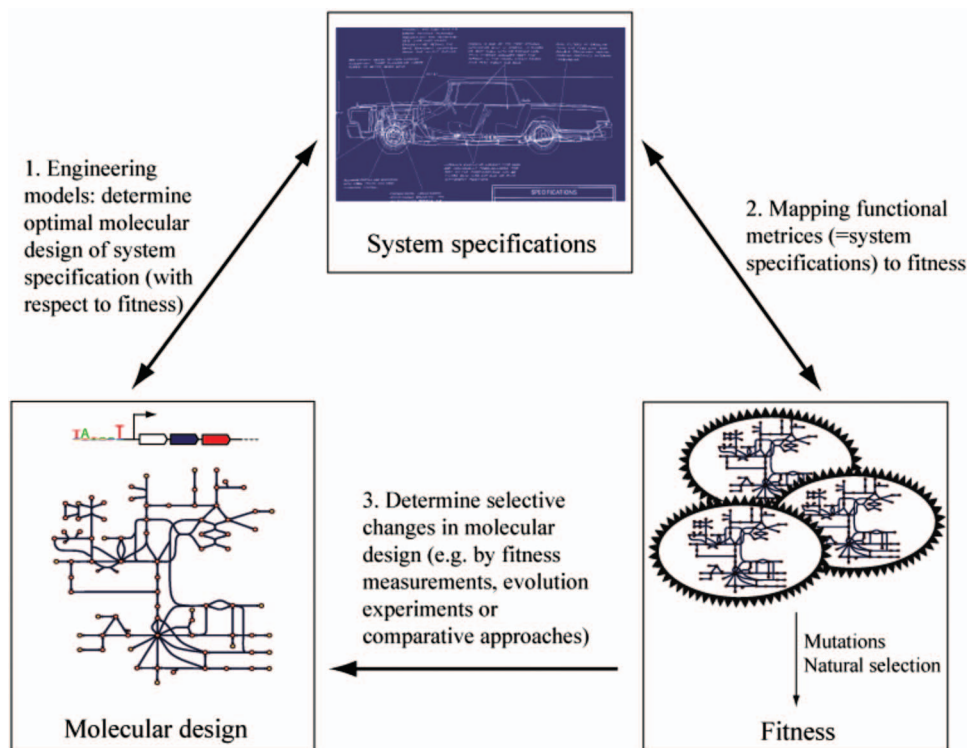 SPECIFICATIONS
System specifications
1. Engineering
models: determine
optimal molecular
design of system
specification (with
respect to fitness)
2. Mapping functional
metrices (=system
specifications) to fitness
TA T
3. Determine selective
changes in molecular
design (e.g. by fitness
measurements, evolution
experiments or
comparative approaches)
Mutations
Natural selection
Molecular design
Fitness